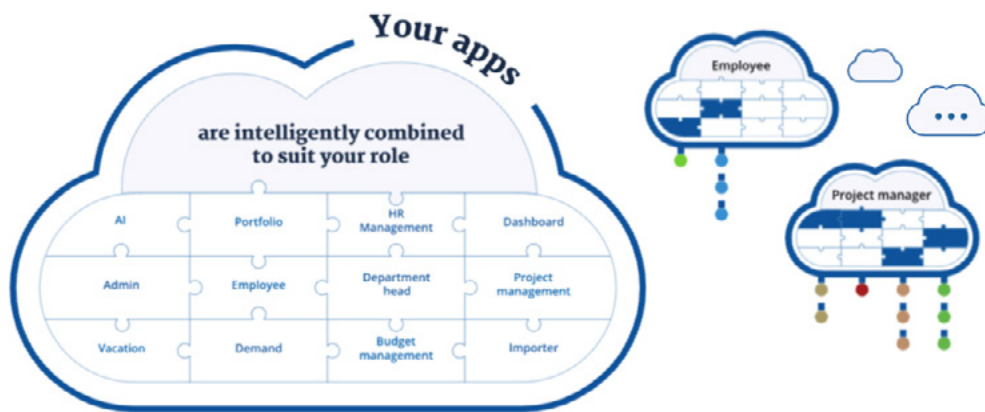 Your apps
are intelligently combined
to suit your role
AI
Portfolio
HR
Management
Dashboard
Admin
Employee
Department
head
Project
management
Vacation
Demand
Budget
management
Importer
Employee
Project manager